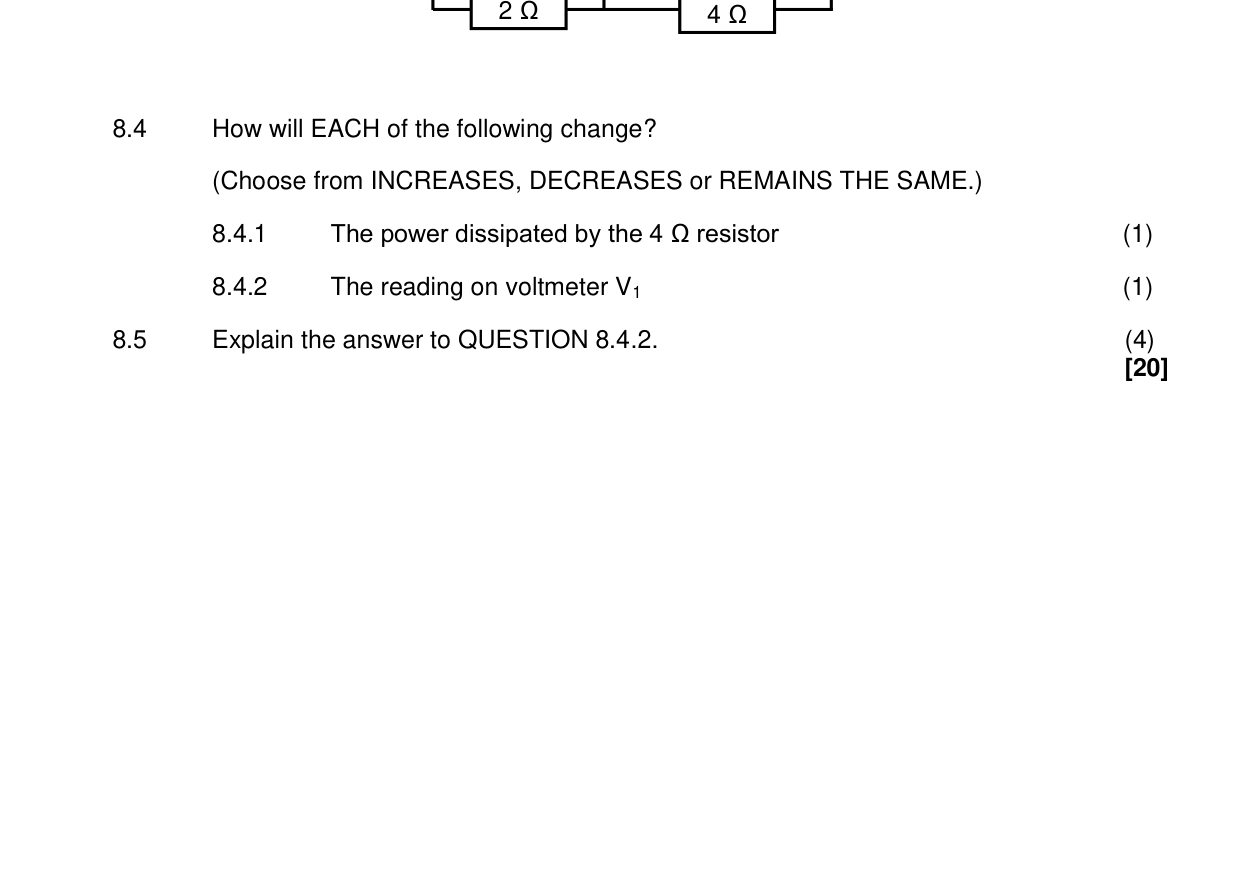 2 Ω 4 Ω
8.4 How will EACH of the following change?
(Choose from INCREASES, DECREASES or REMAINS THE SAME.)
8.4.1 The power dissipated by the 4 Ω resistor (1)
8.4.2 The reading on voltmeter V₁ (1)
8.5 Explain the answer to QUESTION 8.4.2. (4)
[20]